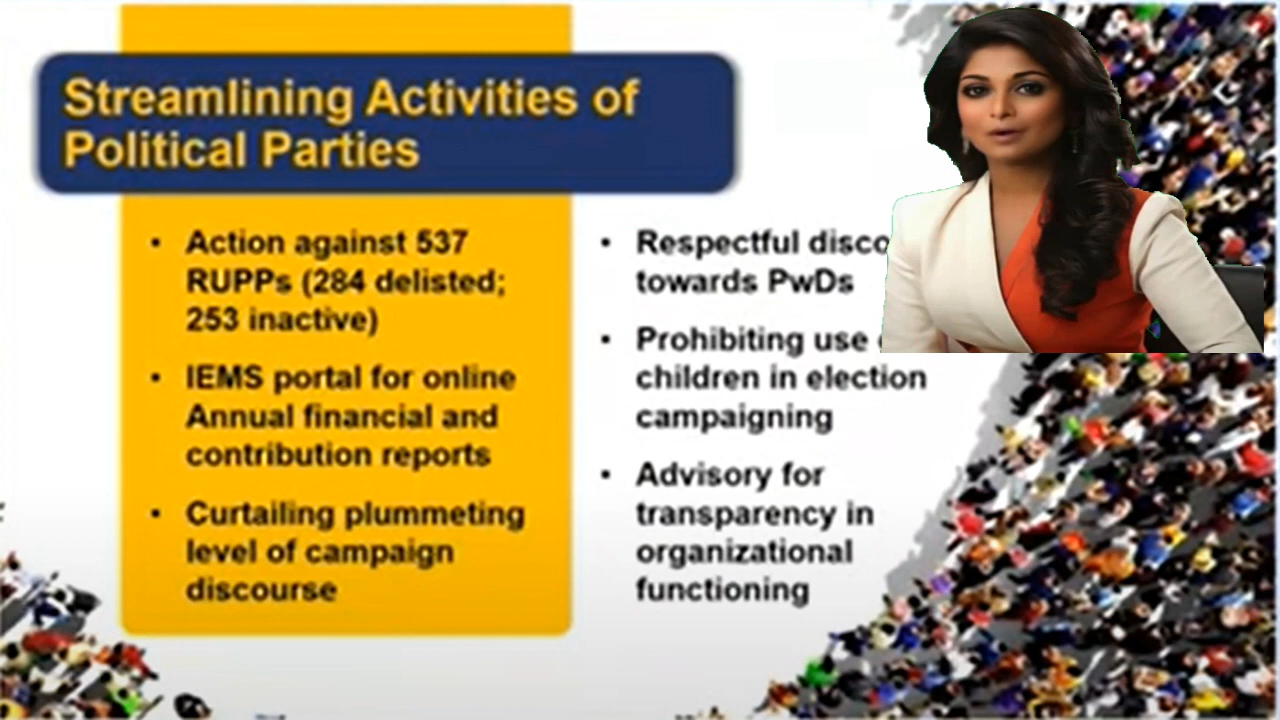 Streamlining Activities of
Political Parties
• Action against 537
RUPPs (284 delisted;
253 inactive)
• IEMS portal for online
Annual financial and
contribution reports
• Curtailing plummeting
level of campaign
discourse
• Respectful
towards PwDs
• Prohibiting use
children in election
campaigning
• Advisory for
transparency in
organizational
functioning